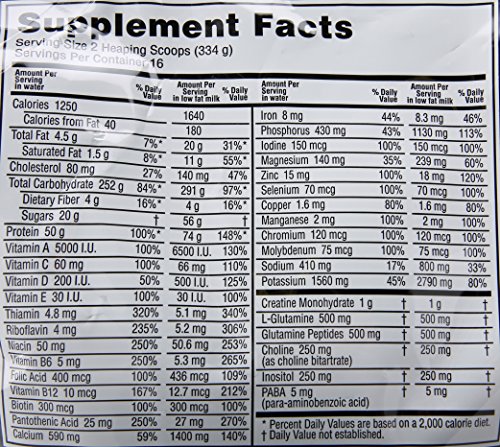 Supplement Facts
Serving Size 2 Heaping Scoops (334 g)
Servings Per Container 16
Amount Per Serving in water % Daily Value Amount Per Serving in low fat milk % Daily Value
Calories 1250 1640
Calories from Fat 40 180
Total Fat 4.5 g 7%* 20 g 31%*
Saturated Fat 1.5 g 8% 11 g 55%*
Cholesterol 80 mg 27% 140 mg 47%
Total Carbohydrate 252 g 84%* 291 g 97%*
Dietary Fiber 4 g 16%* 4 g 16%*
Sugars 20 g † 56 g †
Protein 50 g 100%* 74 g 148%*
Vitamin A 5000 I.U. 100% 6500 I.U. 130%
Vitamin C 60 mg 100% 66 mg 110%
Vitamin D 200 I.U. 50% 500 I.U. 125%
Vitamin E 30 I.U. 100% 30 I.U. 100%
Thiamin 4.8 mg 320% 5.1 mg 340%
Riboflavin 4 mg 235% 5.2 mg 306%
Niacin 50 mg 250% 50.6 mg 253%
Vitamin B6 5 mg 250% 5.3 mg 265%
Folic Acid 400 mcg 100% 436 mcg 109%
Vitamin B12 10 mcg 167% 12.7 mcg 212%
Biotin 300 mcg 100% 300 mcg 100%
Pantothenic Acid 25 mg 250% 27 mg 270%
Calcium 590 mg 59% 1400 mg 140%
Amount Per Serving in water % Daily Value Amount Per Serving in low fat milk % Daily Value
Iron 8 mg 44% 8.3 mg 46%
Phosphorus 430 mg 43% 1130 mg 113%
Iodine 150 mcg 100% 150 mcg 100%
Magnesium 140 mg 35% 239 mg 60%
Zinc 15 mg 100% 18 mg 120%
Selenium 70 mcg 100% 70 mcg 100%
Copper 1.6 mg 80% 1.6 mg 80%
Manganese 2 mg 100% 2 mg 100%
Chromium 120 mcg 100% 120 mcg 100%
Molybdenum 75 mcg 100% 75 mcg 100%
Sodium 410 mg 17% 800 mg 33%
Potassium 1560 mg 45% 2790 mg 80%
Creatine Monohydrate 1 g † 1 g †
L-Glutamine 500 mg † 500 mg †
Glutamine Peptides 500 mg † 500 mg †
Choline 250 mg † 250 mg †
(as choline bitartrate)
Inositol 250 mg † 250 mg †
PABA 5 mg † 5 mg †
(para-aminobenzoic acid)
* Percent Daily Values are based on a 2,000 calorie diet.
† Daily Value not established.